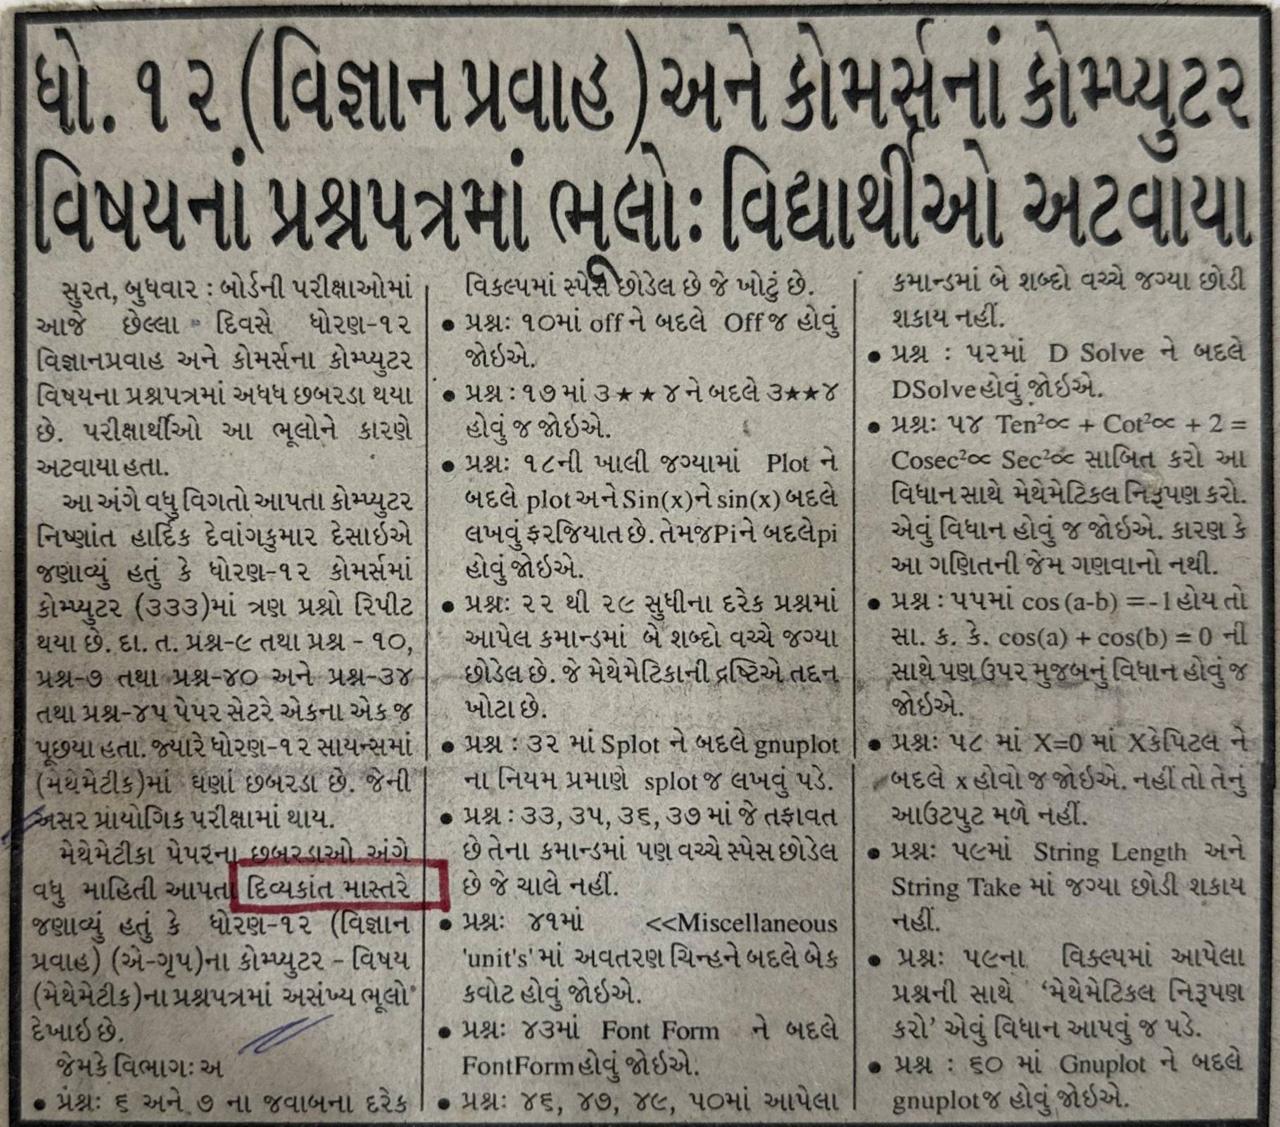 ધો. ૧૨ (વિજ્ઞાનપ્રવાહ) અને કોમર્સનાં કોમ્પ્યુટર
વિષયનાં પ્રશ્નપત્રમાં ભૂલો: વિદ્યાર્થીઓ અટવાયા
સુરત, બુધવાર : બોર્ડની પરીક્ષાઓમાં
આજે છેલ્લા દિવસે ધોરણ-૧૨
વિજ્ઞાનપ્રવાહ અને કોમર્સના કોમ્પ્યુટર
વિષયના પ્રશ્નપત્રમાં અધધ છબરડા થયા
છે. પરીક્ષાર્થીઓ આ ભૂલોને કારણે
અટવાયા હતા.
આ અંગે વધુ વિગતો આપતા કોમ્પ્યુટર
નિષ્ણાંત હાર્દિક દેવાંગકુમાર દેસાઇએ
જણાવ્યું હતું કે ધોરણ-૧૨ કોમર્સમાં
કોમ્પ્યુટર (૩૩૩)માં ત્રણ પ્રશ્નો રિપીટ
થયા છે. દા. ત. પ્રશ્ન-૯ તથા પ્રશ્ન - ૧૦,
પ્રશ્ન-૭ તથા પ્રશ્ન-૪૦ અને પ્રશ્ન-૩૪
તથા પ્રશ્ન-૪૫ પેપર સેટરે એકના એક જ
પૂછયા હતા. જ્યારે ધોરણ-૧૨ સાયન્સમાં
(મેથેમેટીક)માં ઘણાં છબરડા છે. જેની
અસર પ્રાયોગિક પરીક્ષામાં થાય.
મેથેમેટીકા પેપરના છબરડાઓ અંગે
વધુ માહિતી આપતા દિવ્યકાંત માસ્તરે
જણાવ્યું હતું કે ધોરણ-૧૨ (વિજ્ઞાન
પ્રવાહ) (એ-ગૃપ)ના કોમ્પ્યુટર - વિષય
(મેથેમેટીક)ના પ્રશ્નપત્રમાં અસંખ્ય ભૂલો
દેખાઇ છે.
જેમકે વિભાગઃ અ
• પ્રશ્નઃ ૬ અને ૭ ના જવાબના દરેક
વિકલ્પમાં સ્પેસ છોડેલ છે જે ખોટું છે.
• પ્રશ્નઃ ૧૦માં off ને બદલે Off જ હોવું
જોઇએ.
• પ્રશ્ન : ૧૭ માં ૩ ★ ★ ૪ ને બદલે ૩★★૪
હોવું જ જોઇએ.
• પ્રશ્નઃ ૧૮ની ખાલી જગ્યામાં Plot ને
બદલે plot અને Sin(x)ને sin(x) બદલે
લખવું ફરજિયાત છે. તેમજ Piને બદલે pi
હોવું જોઇએ.
• પ્રશ્નઃ ૨૨ થી ૨૯ સુધીના દરેક પ્રશ્નમાં
આપેલ કમાન્ડમાં બે શબ્દો વચ્ચે જગ્યા
છોડેલ છે. જે મેથેમેટિકાની દ્રષ્ટિએ તદ્દન
ખોટા છે.
• પ્રશ્ન : ૩૨ માં Splot ને બદલે gnuplot
ના નિયમ પ્રમાણે splot જ લખવું પડે.
• પ્રશ્ન : ૩૩, ૩૫, ૩૬, ૩૭ માં જે તફાવત
છે તેના કમાન્ડમાં પણ વચ્ચે સ્પેસ છોડેલ
છે જે ચાલે નહીં.
• પ્રશ્નઃ ૪૧માં <<Miscellaneous
'unit's' માં અવતરણ ચિન્હને બદલે બેક
કવોટ હોવું જોઇએ.
• પ્રશ્નઃ ૪૩માં Font Form ને બદલે
FontForm હોવું જોઇએ.
• પ્રશ્નઃ ૪૬, ૪૭, ૪૯, ૫૦માં આપેલા
કમાન્ડમાં બે શબ્દો વચ્ચે જગ્યા છોડી
શકાય નહીં.
• પ્રશ્ન : ૫૨માં D Solve ને બદલે
DSolve હોવું જોઇએ.
• પ્રશ્નઃ ૫૪ Ten²∝ + Cot²∝ + 2 =
Cosec²∝ Sec²∝ સાબિત કરો આ
વિધાન સાથે મેથેમેટિકલ નિરૂપણ કરો.
એવું વિધાન હોવું જ જોઇએ. કારણ કે
આ ગણિતની જેમ ગણવાનો નથી.
• પ્રશ્ન : ૫૫માં cos (a-b) =-1 હોય તો
સા. ક. કે. cos(a) + cos(b) = 0 ની
સાથે પણ ઉપર મુજબનું વિધાન હોવું જ
જોઇએ.
• પ્રશ્નઃ ૫૮ માં X=0 માં Xકેપિટલ ને
બદલે x હોવો જ જોઇએ. નહીં તો તેનું
આઉટપુટ મળે નહીં.
• પ્રશ્નઃ ૫૯માં String Length અને
String Take માં જગ્યા છોડી શકાય
નહીં.
• પ્રશ્નઃ ૫૯ના વિકલ્પમાં આપેલા
પ્રશ્નની સાથે ‘મેથેમેટિકલ નિરૂપણ
કરો’ એવું વિધાન આપવું જ પડે.
• પ્રશ્ન : ૬૦ માં Gnuplot ને બદલે
gnuplot જ હોવું જોઇએ.